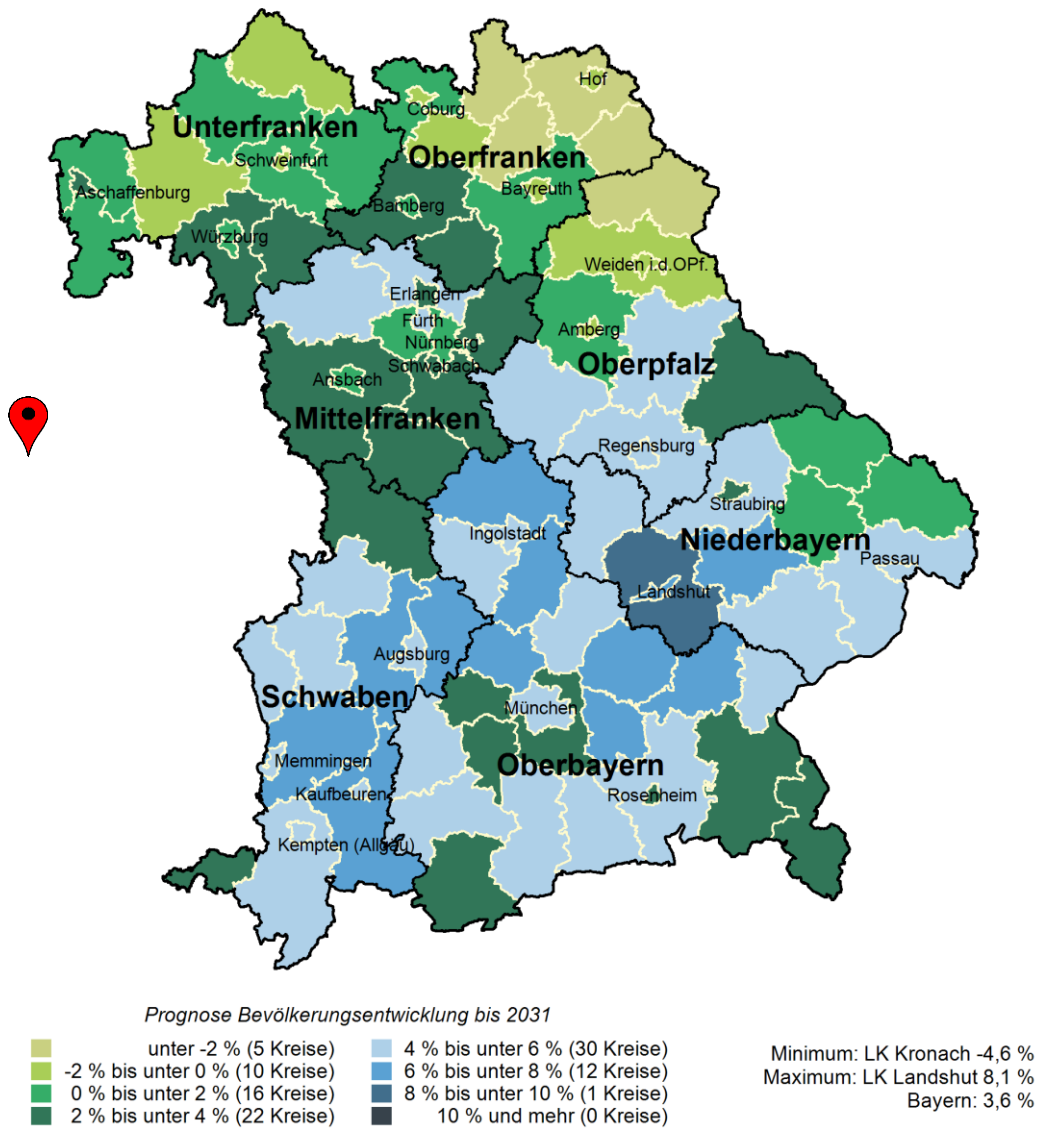 Hof
Coburg
Unterfranken
Oberfranken
Schweinfurt
Aschaffenburg
Bayreuth
Bamberg
Würzburg
Weiden i.d.OPf.
Erlangen
Fürth
Amberg
Nürnberg
Schwabach
Oberpfalz
Ansbach
Mittelfranken
Regensburg
Straubing
Ingolstadt
Niederbayern
Passau
Landshut
Augsburg
Schwaben
München
Memmingen
Oberbayern
Kaufbeuren
Rosenheim
Kempten (Allgäu)
Prognose Bevölkerungsentwicklung bis 2031
unter -2 % (5 Kreise)
-2 % bis unter 0 % (10 Kreise)
0 % bis unter 2 % (16 Kreise)
2 % bis unter 4 % (22 Kreise)
4 % bis unter 6 % (30 Kreise)
6 % bis unter 8 % (12 Kreise)
8 % bis unter 10 % (1 Kreise)
10 % und mehr (0 Kreise)
Minimum: LK Kronach -4,6 %
Maximum: LK Landshut 8,1 %
Bayern: 3,6 %